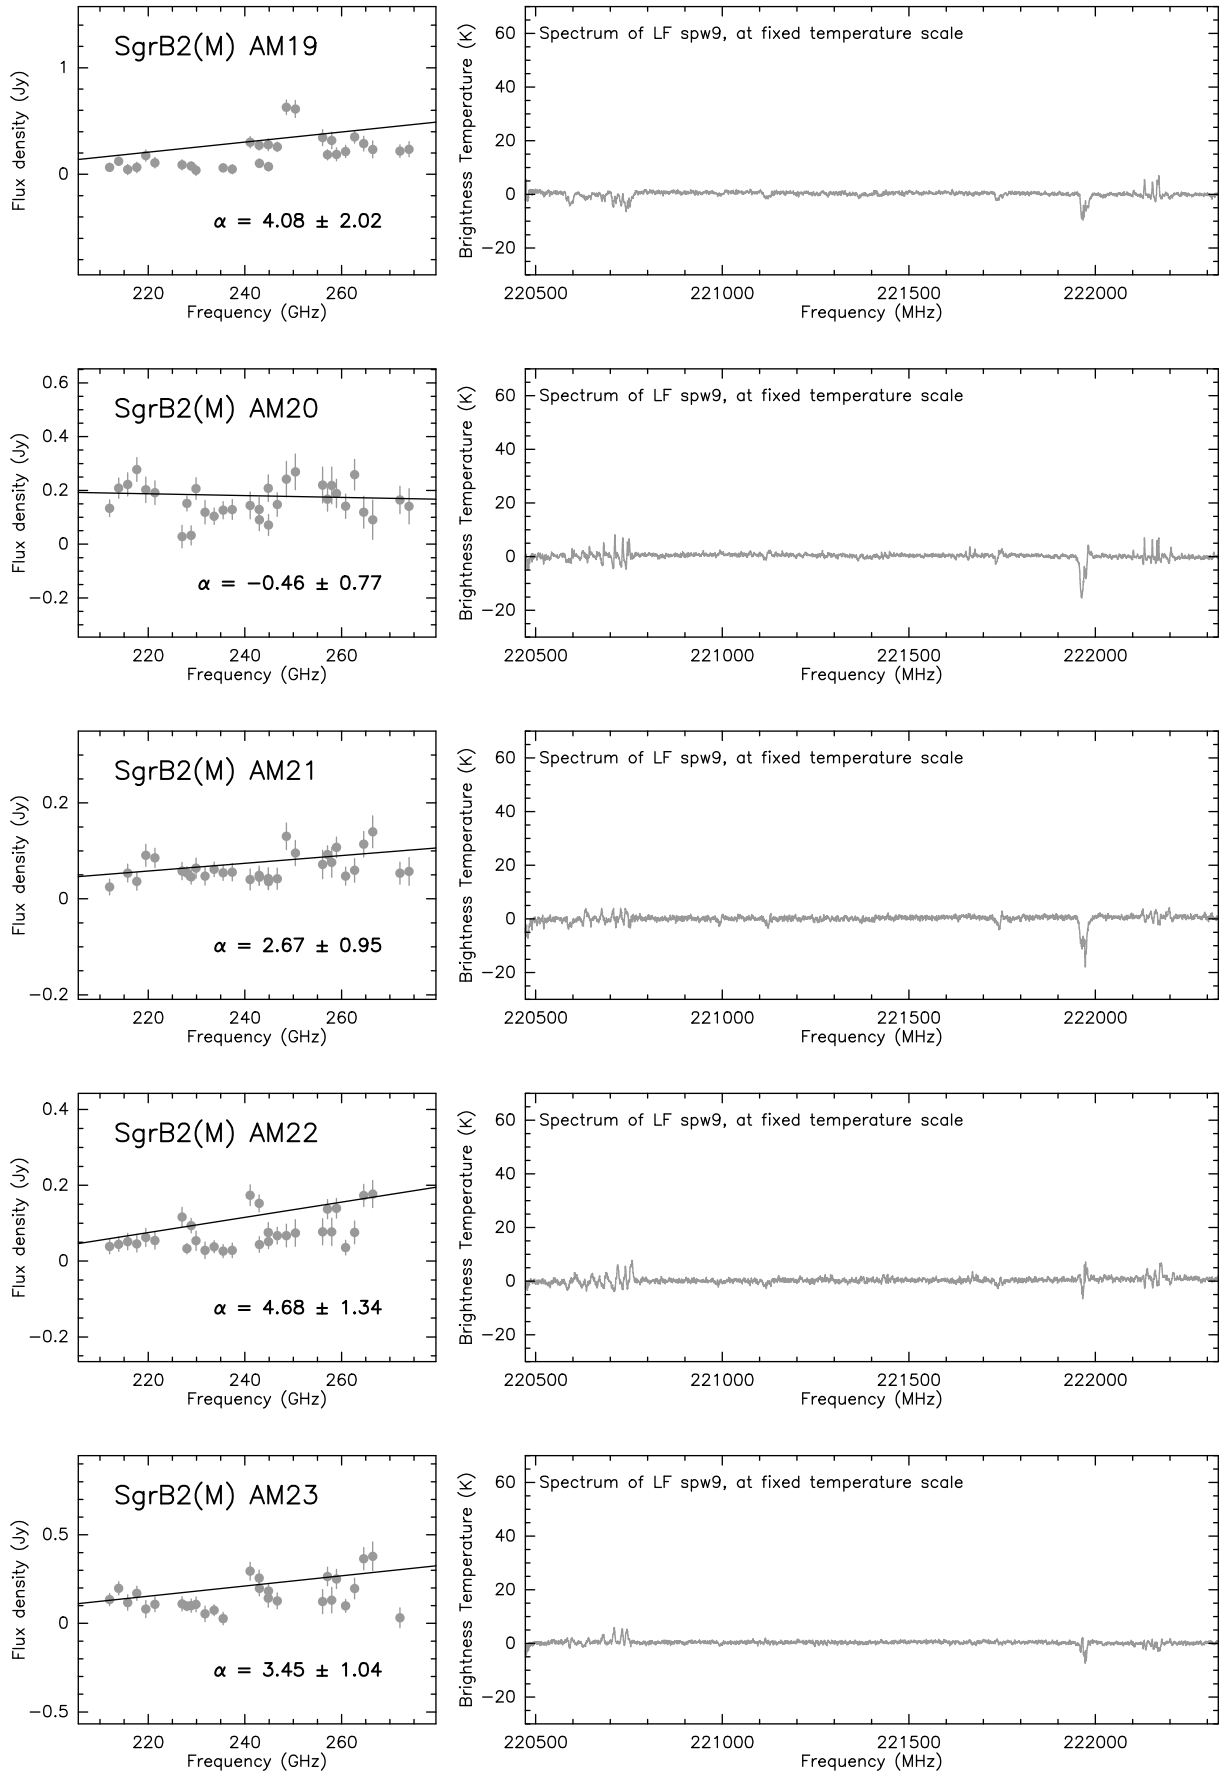 SgrB2(M) AM19
Flux density (Jy)
1
0
α = 4.08 ± 2.02
220 240 260
Frequency (GHz)
Spectrum of LF spw9, at fixed temperature scale
Brightness Temperature (K)
60
40
20
0
−20
220500 221000 221500 222000
Frequency (MHz)
SgrB2(M) AM20
Flux density (Jy)
0.6
0.4
0.2
0
−0.2
α = −0.46 ± 0.77
220 240 260
Frequency (GHz)
Spectrum of LF spw9, at fixed temperature scale
Brightness Temperature (K)
60
40
20
0
−20
220500 221000 221500 222000
Frequency (MHz)
SgrB2(M) AM21
Flux density (Jy)
0.2
0
−0.2
α = 2.67 ± 0.95
220 240 260
Frequency (GHz)
Spectrum of LF spw9, at fixed temperature scale
Brightness Temperature (K)
60
40
20
0
−20
220500 221000 221500 222000
Frequency (MHz)
SgrB2(M) AM22
Flux density (Jy)
0.4
0.2
0
−0.2
α = 4.68 ± 1.34
220 240 260
Frequency (GHz)
Spectrum of LF spw9, at fixed temperature scale
Brightness Temperature (K)
60
40
20
0
−20
220500 221000 221500 222000
Frequency (MHz)
SgrB2(M) AM23
Flux density (Jy)
0.5
0
−0.5
α = 3.45 ± 1.04
220 240 260
Frequency (GHz)
Spectrum of LF spw9, at fixed temperature scale
Brightness Temperature (K)
60
40
20
0
−20
220500 221000 221500 222000
Frequency (MHz)